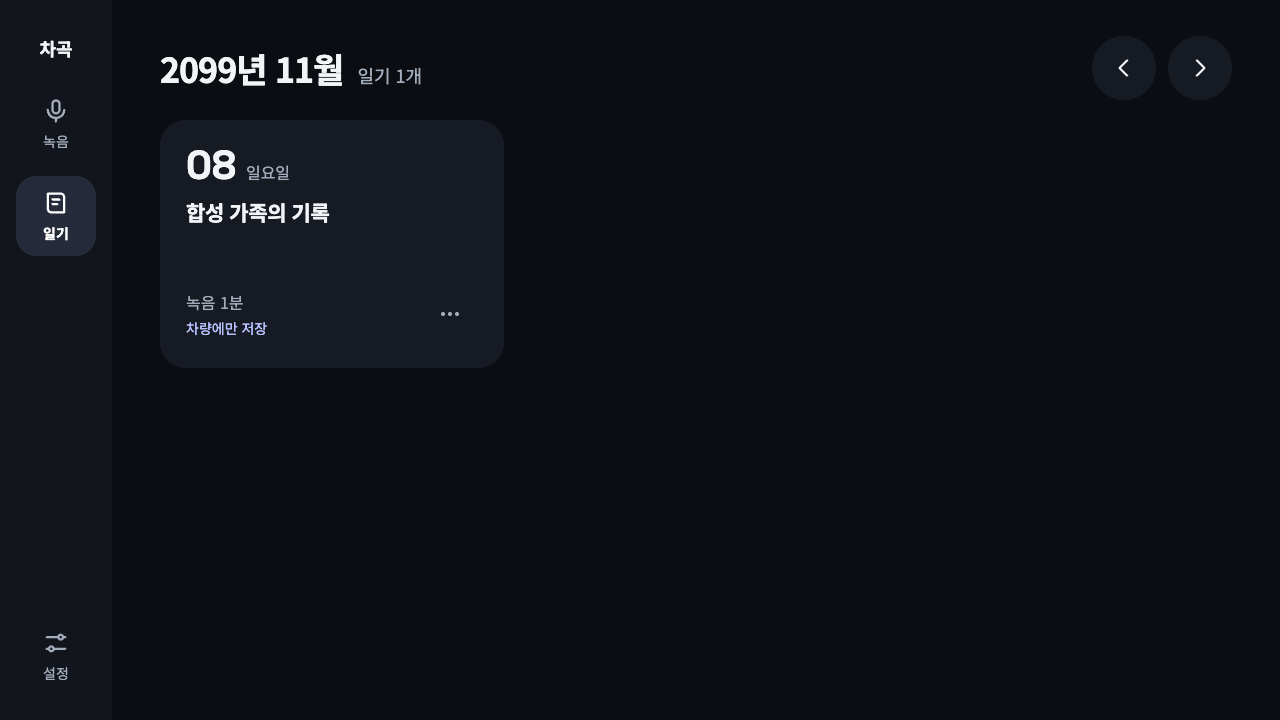 차곡
녹음
일기
설정
2099년 11월 일기 1개
08 일요일
합성 가족의 기록
녹음 1분
차량에만 저장